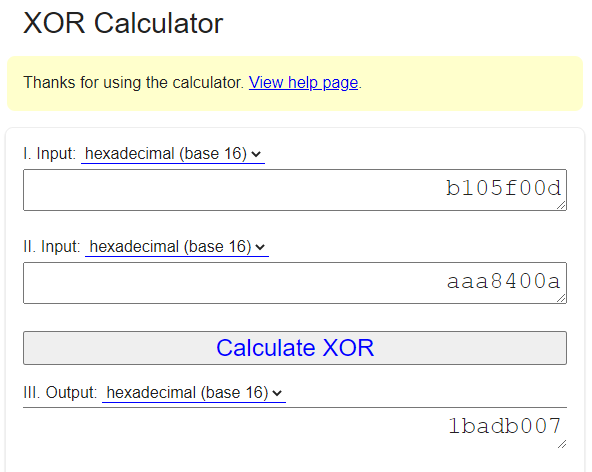 XOR Calculator
Thanks for using the calculator. View help page.
I. Input: hexadecimal (base 16)
b105f00d
II. Input: hexadecimal (base 16)
aaa8400a
Calculate XOR
III. Output: hexadecimal (base 16)
1badb007